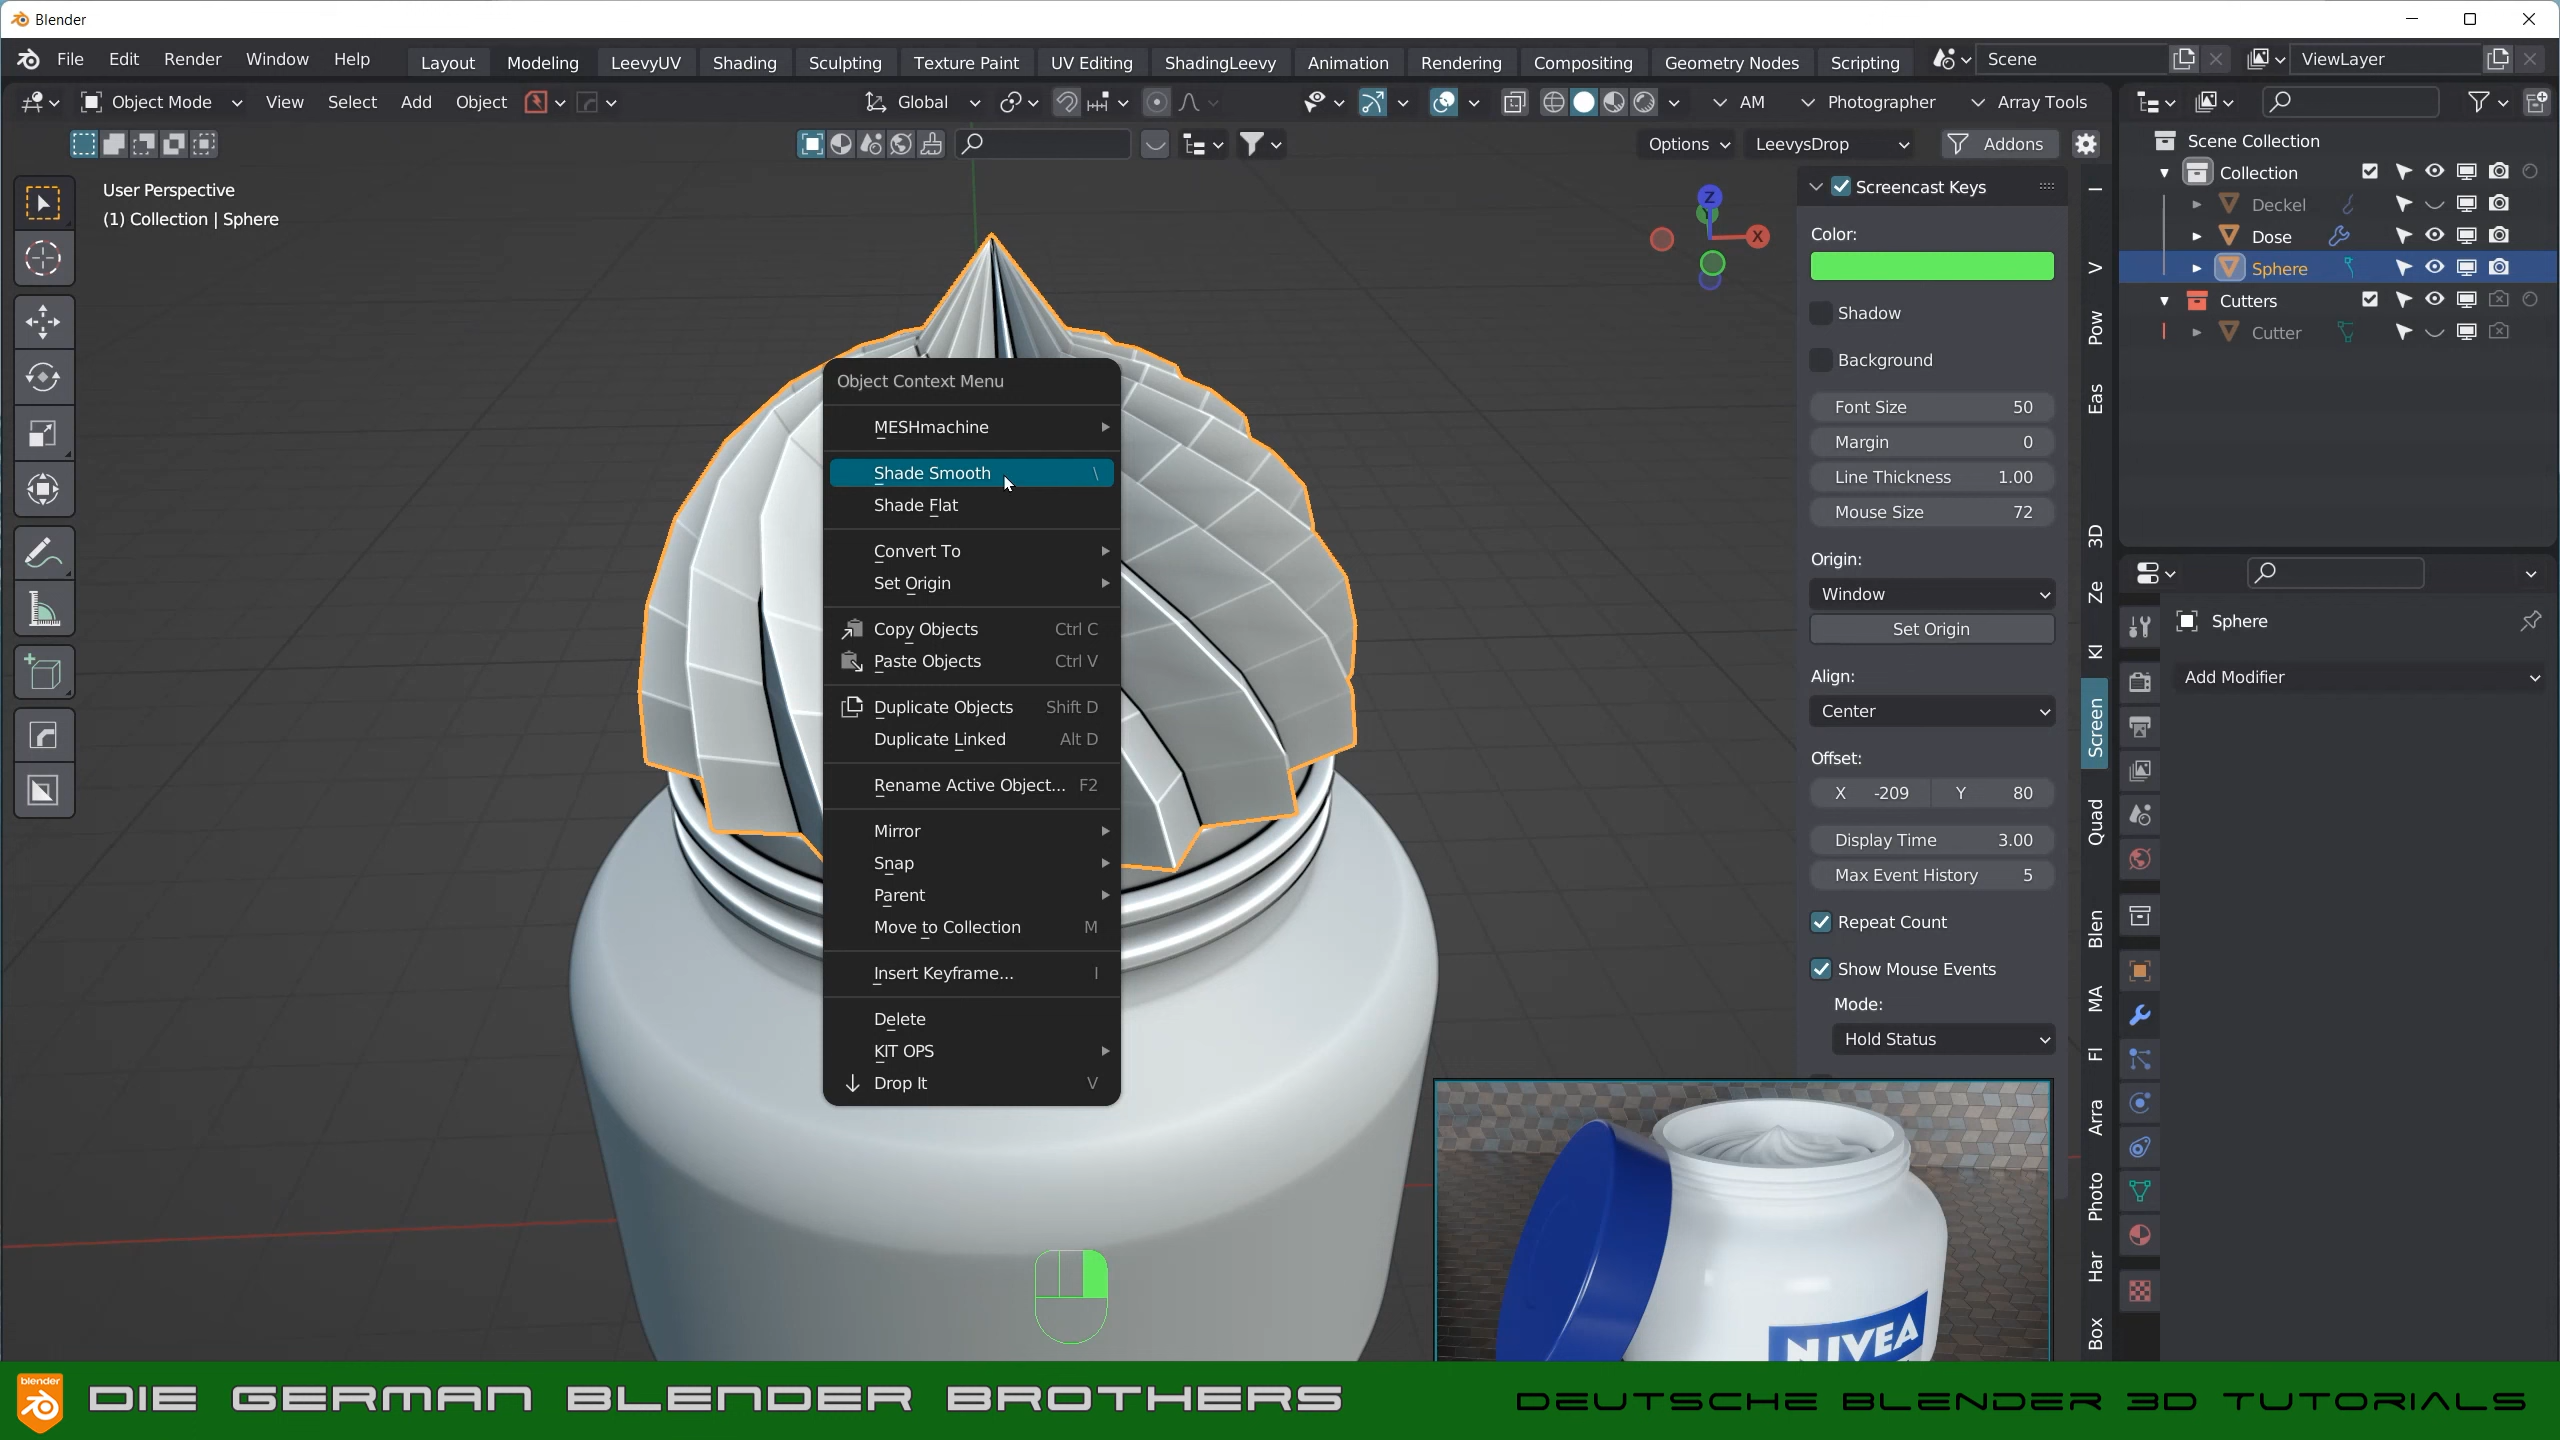 Blender
File Edit Render Window Help Layout Modeling LeevyUV Shading Sculpting Texture Paint UV Editing ShadingLeevy Animation Rendering Compositing Geometry Nodes Scripting Scene ViewLayer
Object Mode View Select Add Object Global AM Photographer Array Tools
Options LeevysDrop Addons
User Perspective
(1) Collection | Sphere
Z
X
Object Context Menu
MESHmachine
Shade Smooth \
Shade Flat
Convert To
Set Origin
Copy Objects Ctrl C
Paste Objects Ctrl V
Duplicate Objects Shift D
Duplicate Linked Alt D
Rename Active Object... F2
Mirror
Snap
Parent
Move to Collection M
Insert Keyframe... I
Delete
KIT OPS
Drop It V
Screencast Keys
Color:
Shadow
Background
Font Size 50
Margin 0
Line Thickness 1.00
Mouse Size 72
Origin:
Window
Set Origin
Align:
Center
Offset:
X -209 Y 80
Display Time 3.00
Max Event History 5
Repeat Count
Show Mouse Events
Mode:
Hold Status
I
V
Pow
Eas
3D
Ze
KI
Screen
Quad
Blen
MA
Fl
Arra
Photo
Har
Box
Scene Collection
Collection
Deckel
Dose
Sphere
Cutters
Cutter
Sphere
Add Modifier
NIVEA
blender
DIE GERMAN BLENDER BROTHERS
DEUTSCHE BLENDER 3D TUTORIALS